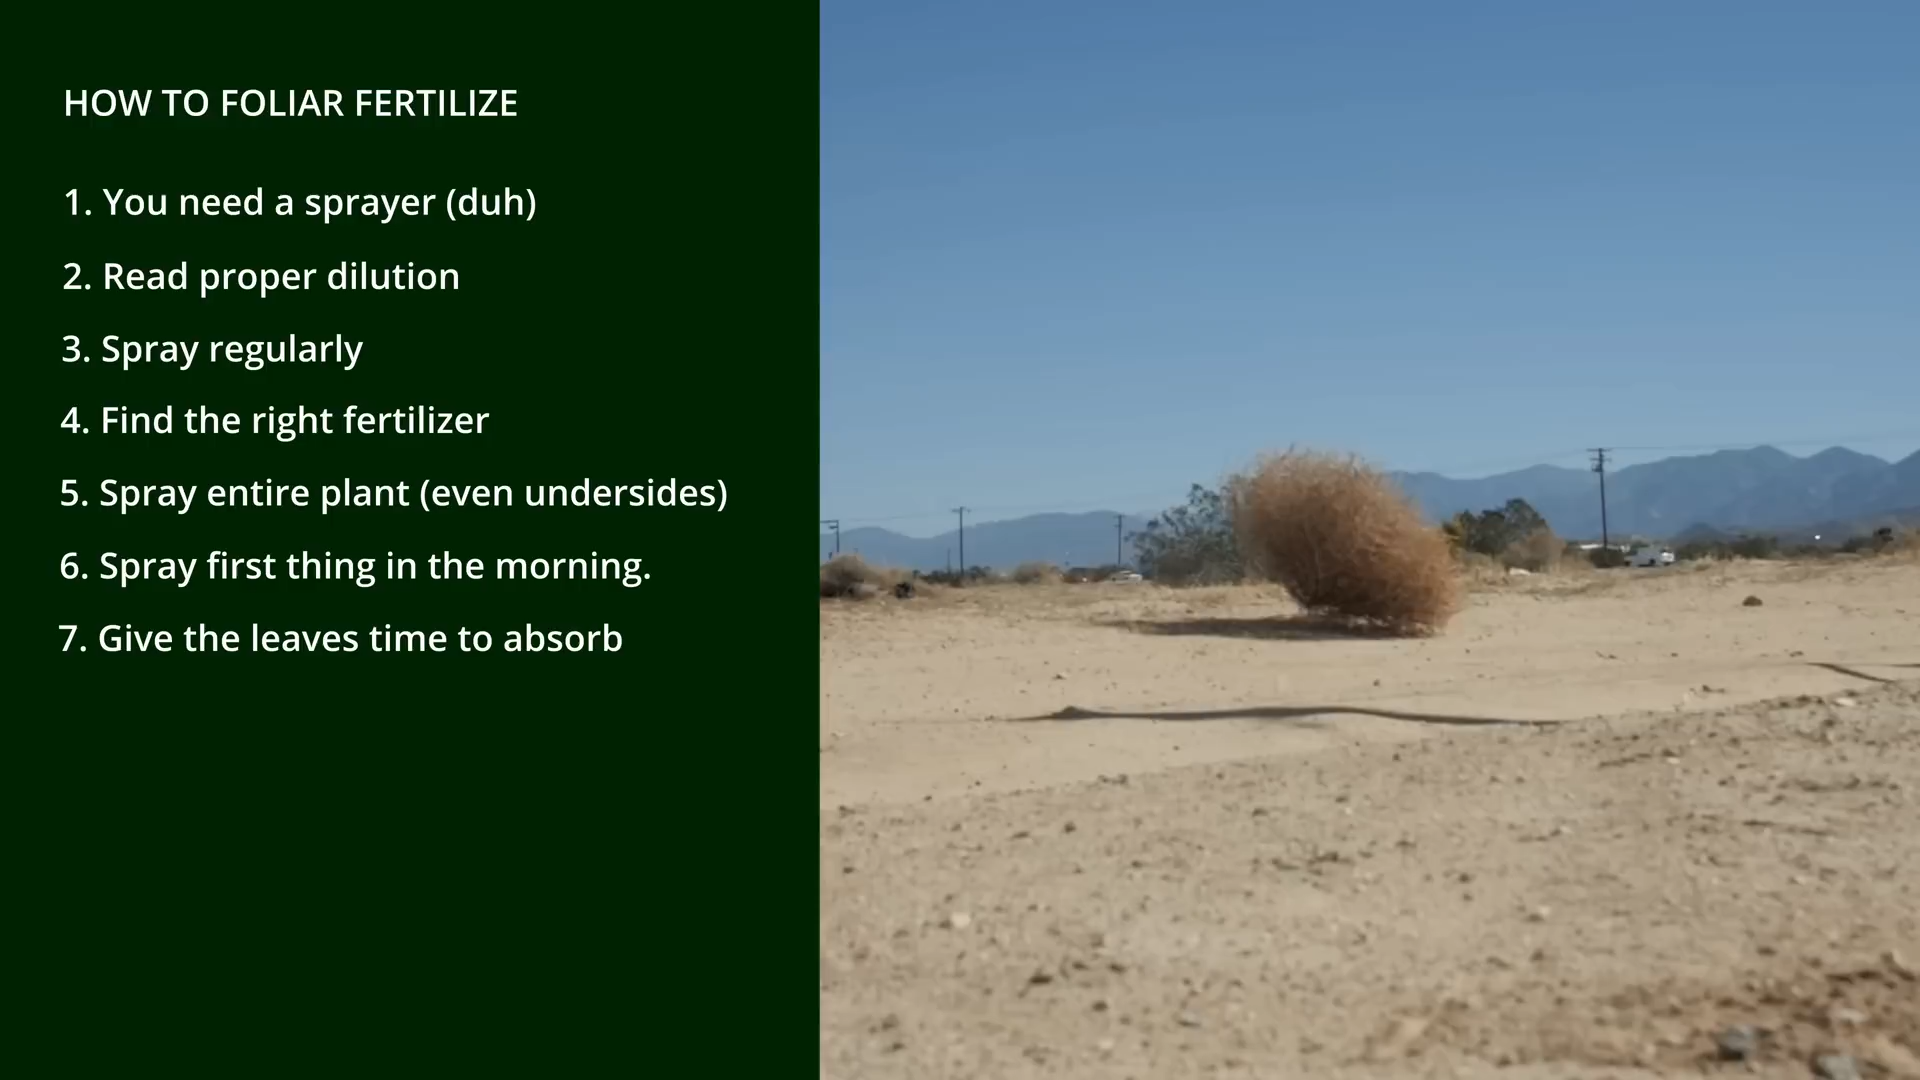 HOW TO FOLIAR FERTILIZE
1. You need a sprayer (duh)
2. Read proper dilution
3. Spray regularly
4. Find the right fertilizer
5. Spray entire plant (even undersides)
6. Spray first thing in the morning.
7. Give the leaves time to absorb